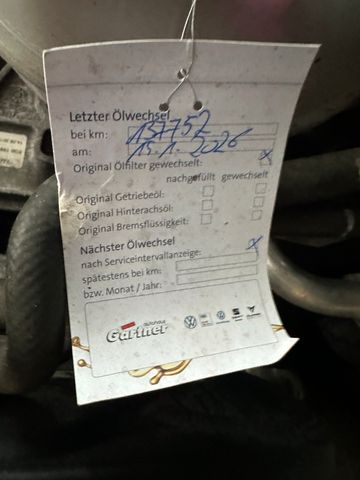 Letzter Ölwechsel
bei km: 137752
am: 15.1.2026
Original Ölfilter gewechselt: x
nachgefüllt gewechselt
Original Getriebeöl:
Original Hinterachsöl:
Original Bremsflüssigkeit:
Nächster Ölwechsel
nach Serviceintervallanzeige: x
spätestens bei km:
bzw. Monat / Jahr:
autohaus
Gärtner